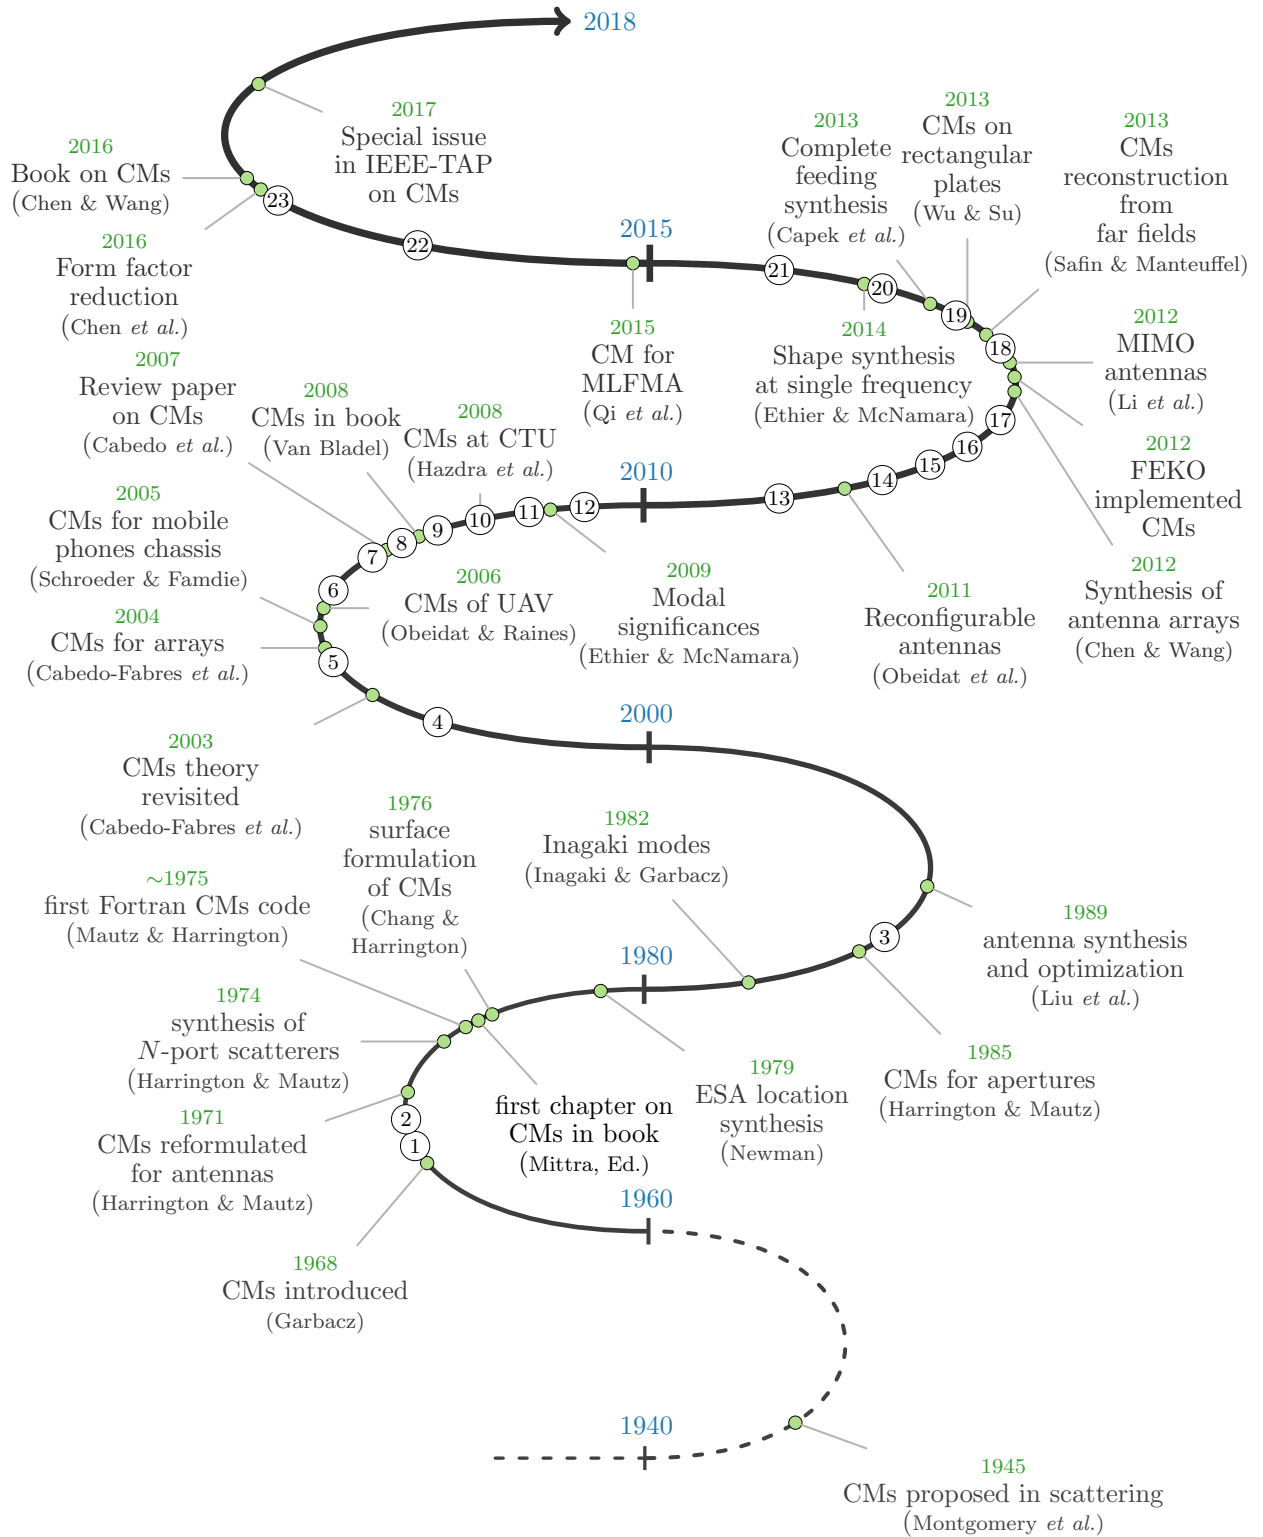 2018
2017
Special issue
in IEEE-TAP
on CMs
2016
Book on CMs
(Chen & Wang)
23
2016
Form factor
reduction
(Chen et al.)
22
2015
2015
CM for
MLFMA
(Qi et al.)
21
20
2014
Shape synthesis
at single frequency
(Ethier & McNamara)
2013
Complete
feeding
synthesis
(Capek et al.)
2013
CMs on
rectangular
plates
(Wu & Su)
19
2013
CMs
reconstruction
from
far fields
(Safin & Manteuffel)
18
2012
MIMO
antennas
(Li et al.)
2012
FEKO
implemented
CMs
2012
Synthesis of
antenna arrays
(Chen & Wang)
17
16
15
14
2011
Reconfigurable
antennas
(Obeidat et al.)
13
2010
12
2009
Modal
significances
(Ethier & McNamara)
11
10
2008
CMs at CTU
(Hazdra et al.)
9
2008
CMs in book
(Van Bladel)
8
2007
Review paper
on CMs
(Cabedo et al.)
7
6
2006
CMs of UAV
(Obeidat & Raines)
2005
CMs for mobile
phones chassis
(Schroeder & Famdie)
2004
CMs for arrays
(Cabedo-Fabres et al.)
5
2003
CMs theory
revisited
(Cabedo-Fabres et al.)
4
2000
1989
antenna synthesis
and optimization
(Liu et al.)
3
1985
CMs for apertures
(Harrington & Mautz)
1982
Inagaki modes
(Inagaki & Garbacz)
1980
1979
ESA location
synthesis
(Newman)
1976
surface
formulation
of CMs
(Chang &
Harrington)
first chapter on
CMs in book
(Mittra, Ed.)
~1975
first Fortran CMs code
(Mautz & Harrington)
1974
synthesis of
N-port scatterers
(Harrington & Mautz)
1971
CMs reformulated
for antennas
(Harrington & Mautz)
2
1
1968
CMs introduced
(Garbacz)
1960
1940
1945
CMs proposed in scattering
(Montgomery et al.)